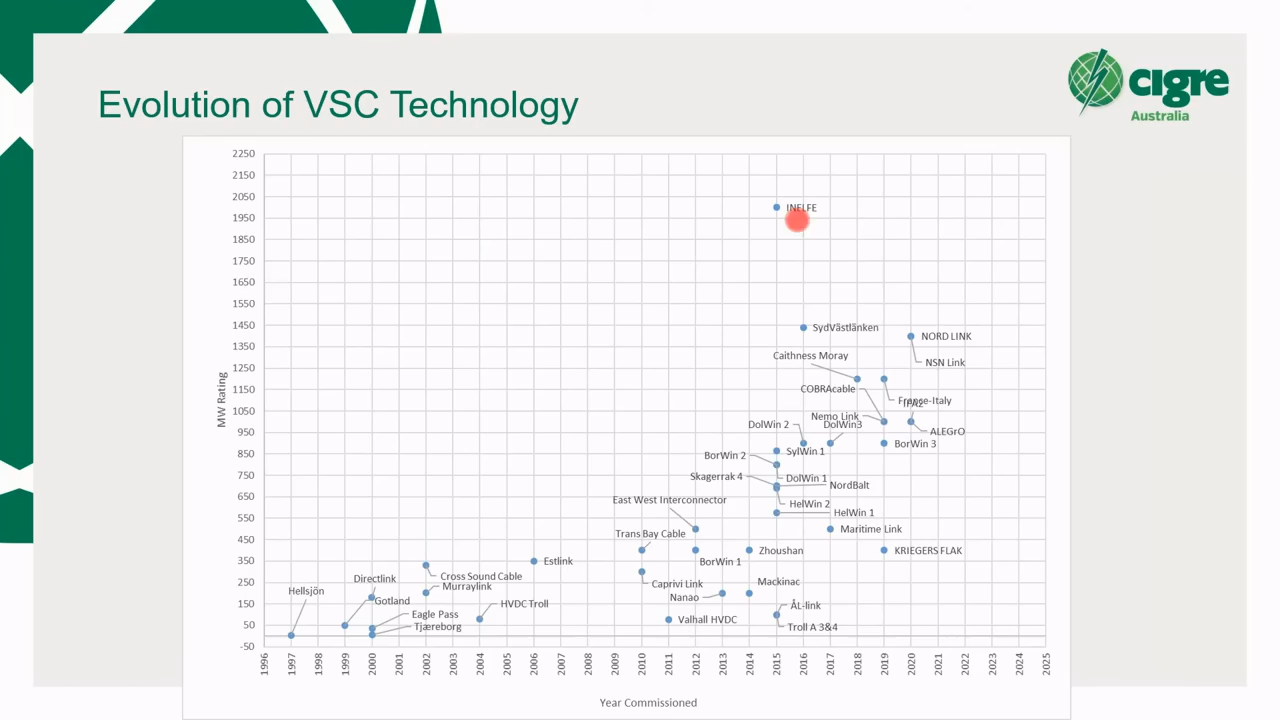 cigre
Australia
Evolution of VSC Technology
2250
2150
2050
1950
1850
1750
1650
1550
1450
1350
1250
1150
1050
950
850
750
650
550
450
350
250
150
50
-50
MW Rating
INELFE
SydVästlänken
NORD LINK
Caithness Moray
NSN Link
COBRAcable
France-Italy
IFA2
Nemo Link
DolWin 2
DolWin3
ALEGrO
BorWin 3
SylWin 1
BorWin 2
Skagerrak 4
DolWin 1
NordBalt
East West Interconnector
HelWin 2
HelWin 1
Trans Bay Cable
Maritime Link
Zhoushan
KRIEGERS FLAK
Estlink
BorWin 1
Cross Sound Cable
Directlink
Murraylink
Caprivi Link
Mackinac
Hellsjön
Nanao
Gotland
HVDC Troll
ÅL-link
Eagle Pass
Valhall HVDC
Tjæreborg
Troll A 3&4
1996 1997 1998 1999 2000 2001 2002 2003 2004 2005 2006 2007 2008 2009 2010 2011 2012 2013 2014 2015 2016 2017 2018 2019 2020 2021 2022 2023 2024 2025
Year Commissioned